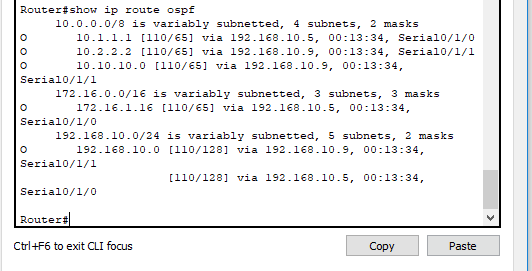 Router#show ip route ospf
10.0.0.0/8 is variably subnetted, 4 subnets, 2 masks
O 10.1.1.1 [110/65] via 192.168.10.5, 00:13:34, Serial0/1/0
O 10.2.2.2 [110/65] via 192.168.10.9, 00:13:34, Serial0/1/1
O 10.10.10.0 [110/65] via 192.168.10.9, 00:13:34,
Serial0/1/1
172.16.0.0/16 is variably subnetted, 3 subnets, 3 masks
O 172.16.1.16 [110/65] via 192.168.10.5, 00:13:34,
Serial0/1/0
192.168.10.0/24 is variably subnetted, 5 subnets, 2 masks
O 192.168.10.0 [110/128] via 192.168.10.9, 00:13:34,
Serial0/1/1
[110/128] via 192.168.10.5, 00:13:34,
Serial0/1/0
Router#
Ctrl+F6 to exit CLI focus
Copy
Paste